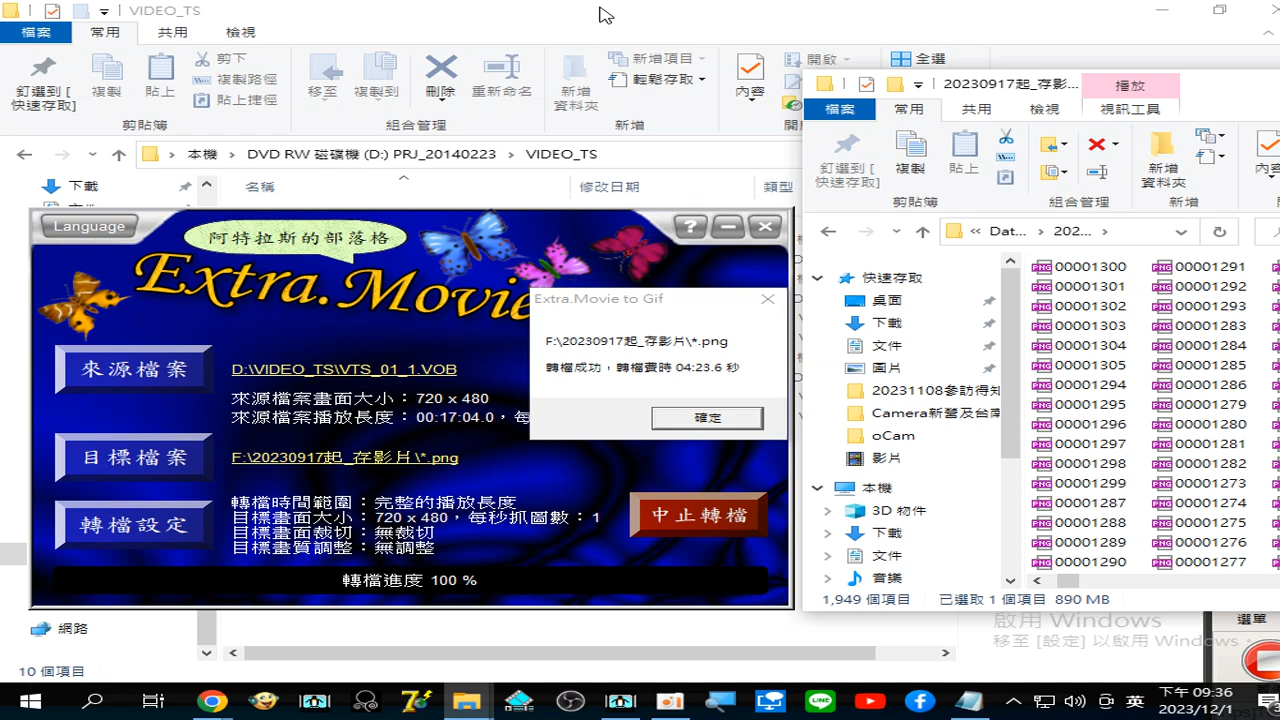 VIDEO_TS
檔案 常用 共用 檢視
釘選到 [快速存取]
複製
貼上
剪下
複製路徑
貼上捷徑
移至
複製到
刪除
重新命名
新增資料夾
新增項目
輕鬆存取
內容
開啟
全選
剪貼簿
組合管理
新增
本機 > DVD RW 磁碟機 (D:) PRJ_20140223 > VIDEO_TS
下載
名稱 修改日期 類型
Language
阿特拉斯的部落格
Extra.Movie
來源檔案
D:\VIDEO_TS\VTS_01_1.VOB
來源檔案畫面大小：720 x 480
來源檔案播放長度：00:17:04.0，每
目標檔案
F:\20230917起_存影片\*.png
轉檔設定
轉檔時間範圍：完整的播放長度
目標畫面大小：720 x 480，每秒抓圖數：1
目標畫面裁切：無裁切
目標畫質調整：無調整
中止轉檔
轉檔進度 100 %
Extra.Movie to Gif
F:\20230917起_存影片\*.png
轉檔成功，轉檔費時 04:23.6 秒
確定
網路
10 個項目
20230917起_存影...
播放
檔案 常用 共用 檢視 視訊工具
釘選到 [快速存取]
複製
貼上
新增資料夾
剪貼簿
組合管理
新增
« Dat... > 202... >
快速存取
桌面
下載
文件
圖片
20231108參訪得知
Camera新營及台南
oCam
影片
本機
3D 物件
下載
文件
音樂
00001300 00001291
00001301 00001292
00001302 00001293
00001303 00001283
00001304 00001284
00001305 00001285
00001294 00001286
00001295 00001279
00001296 00001280
00001297 00001281
00001298 00001282
00001299 00001273
00001287 00001274
00001288 00001275
00001289 00001276
00001290 00001277
1,949 個項目 已選取 1 個項目 890 MB
啟用 Windows
移至 [設定] 以啟用 Windows。
選單
英
下午 09:36
2023/12/1